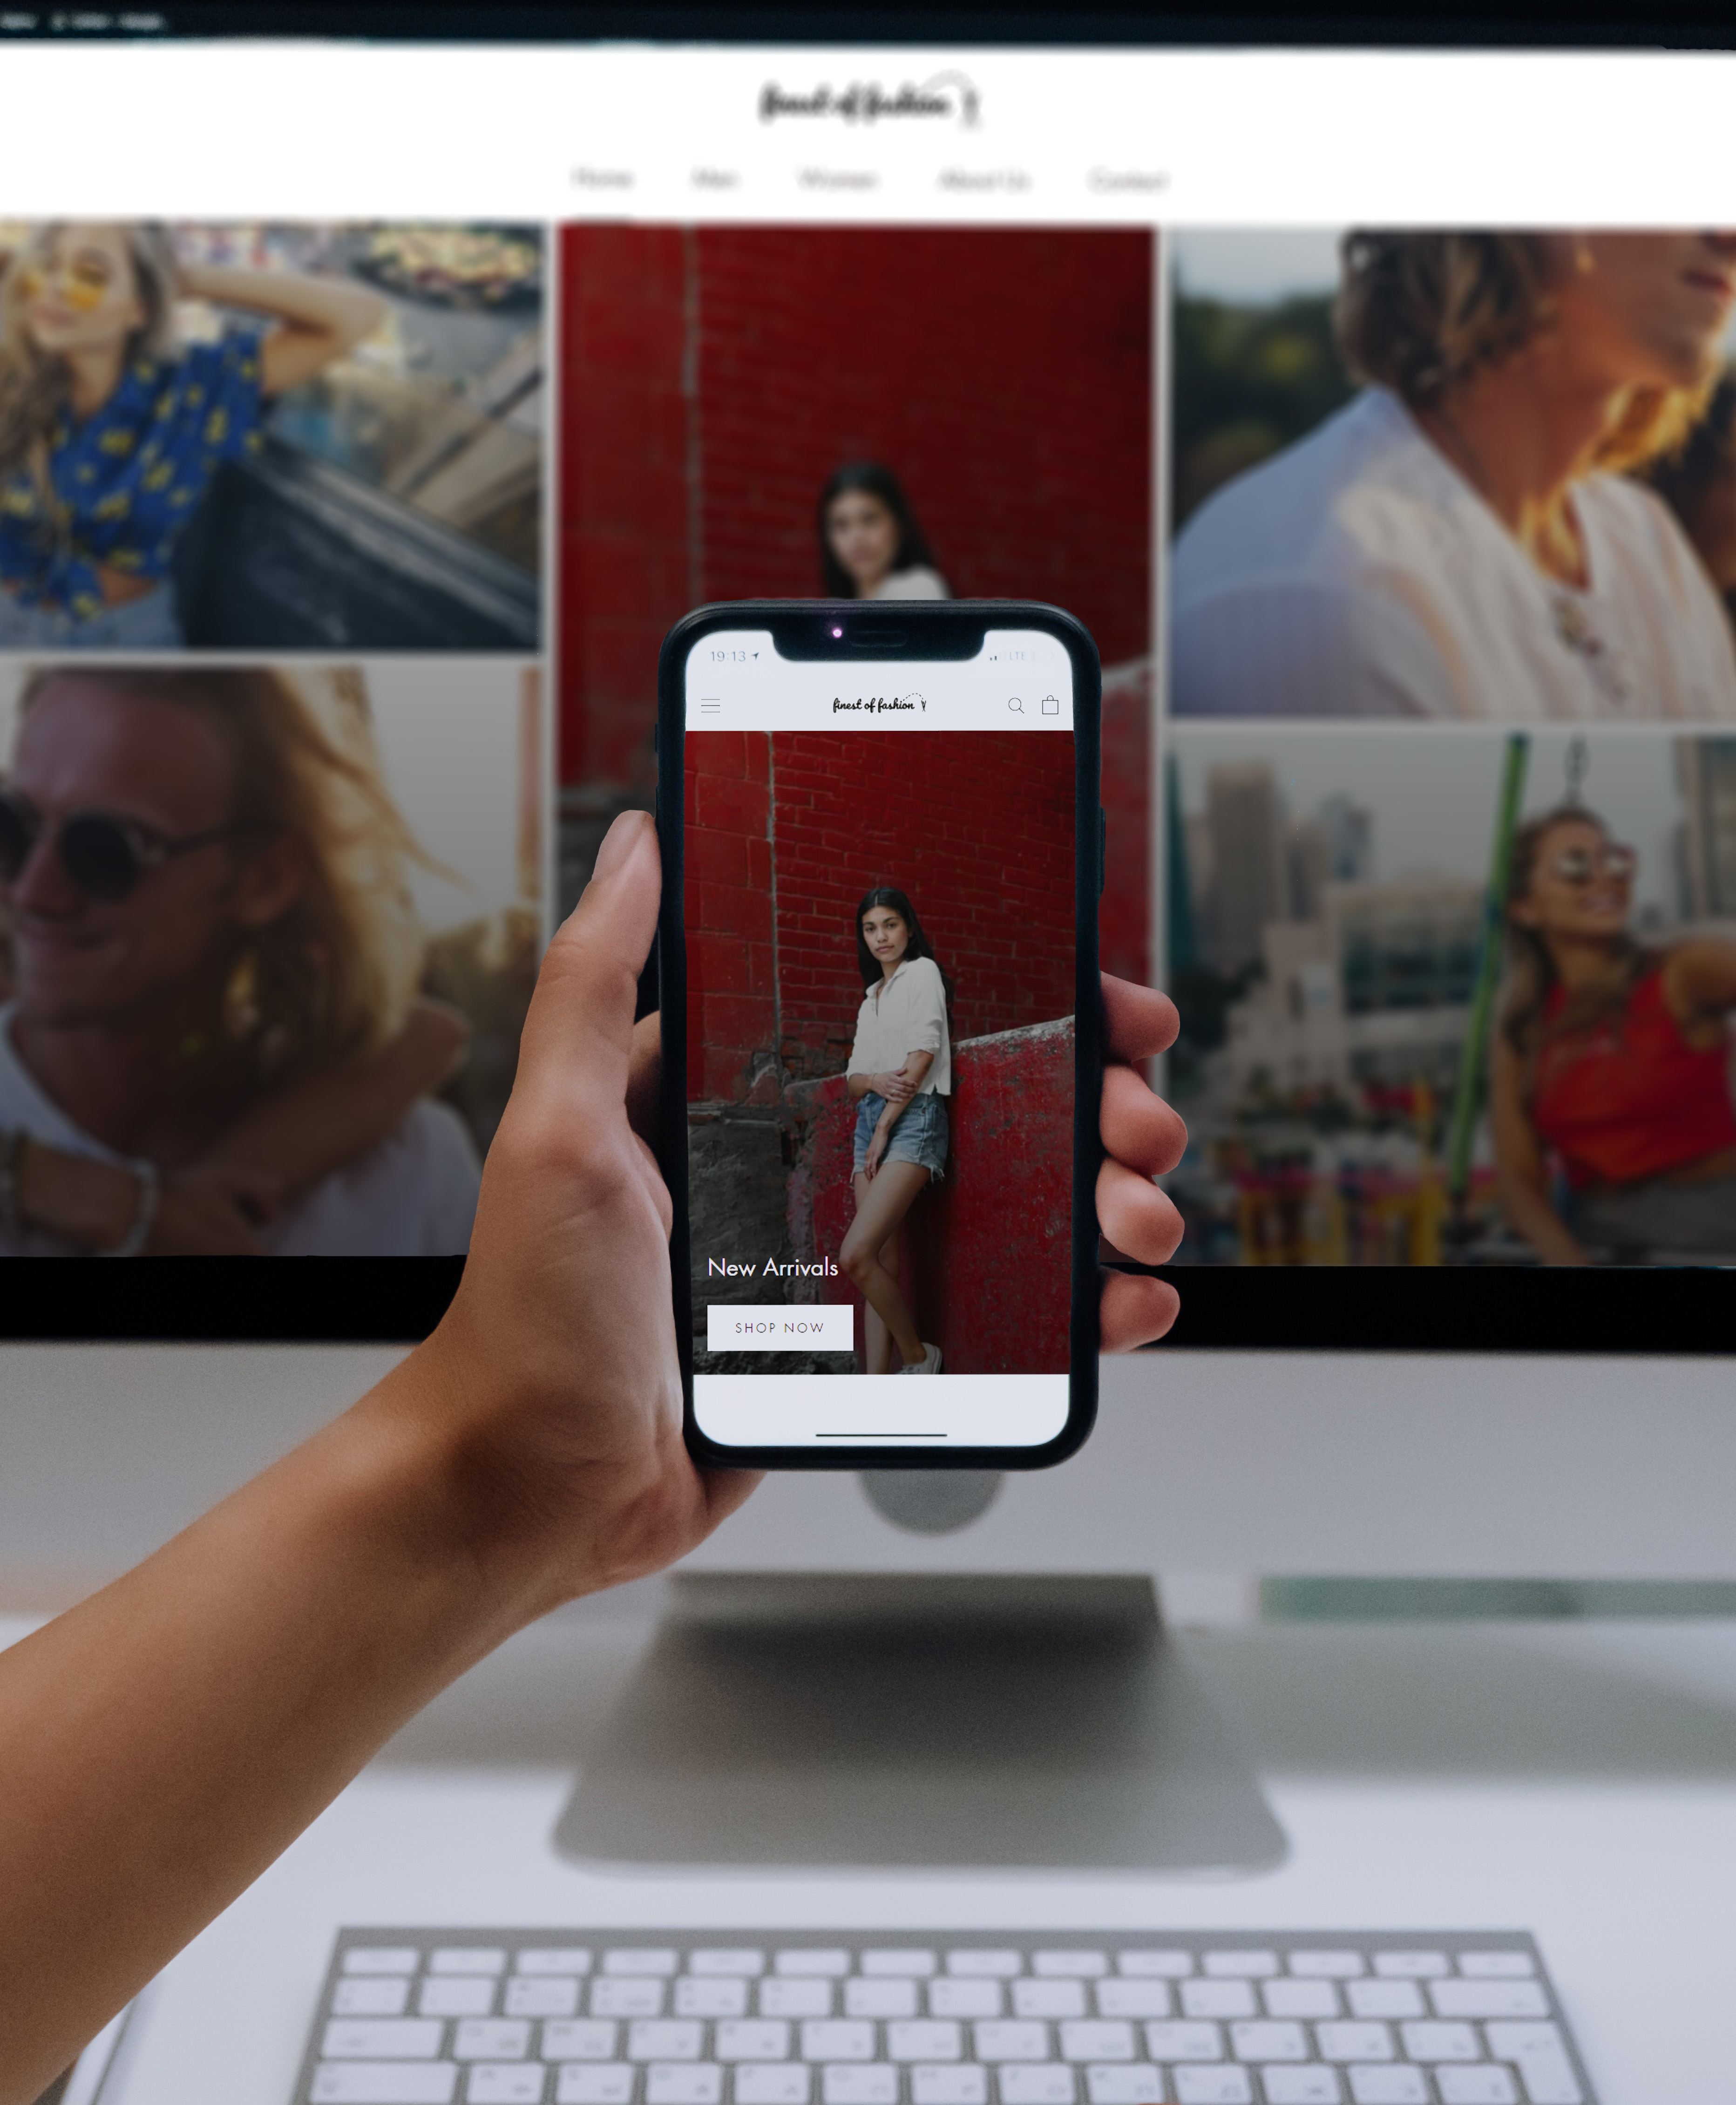 finest of fashion
Home Men Women About Us Contact
19:13 LTE
finest of fashion
New Arrivals
SHOP NOW